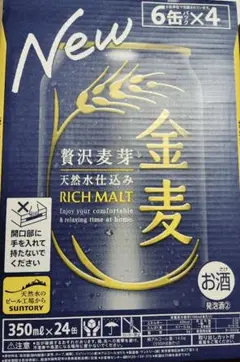 New
6缶パック×4
贅沢麦芽
天然水仕込み
RICH MALT
Enjoy your comfortable
& relaxing time at home.
金麦
開口部に
手を入れて
持たないで
ください
天然水の
ビール工場から
SUNTORY
お酒
発泡酒②
350ml×24缶